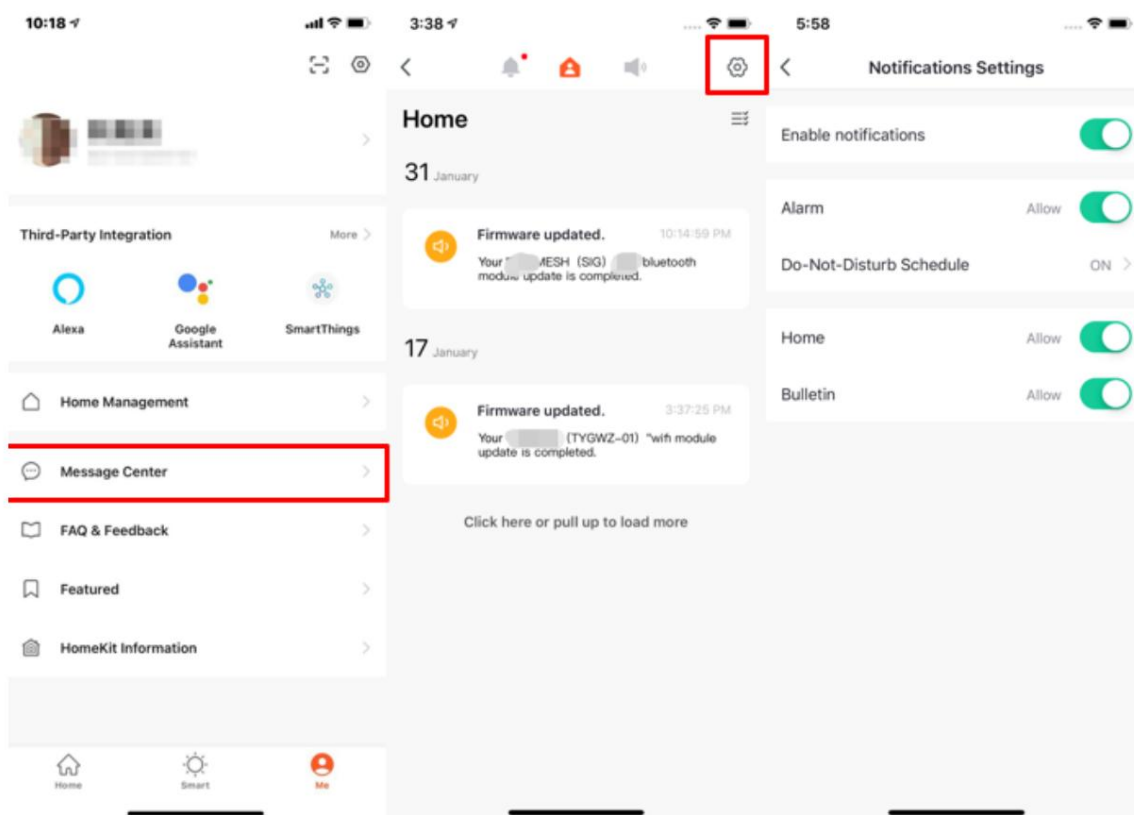 10:18
Third-Party Integration
More
Alexa
Google
Assistant
SmartThings
Home Management
Message Center
FAQ & Feedback
Featured
HomeKit Information
Home
Smart
Me
3:38
Home
31 January
Firmware updated.
10:14:59 PM
Your MESH (SIG) bluetooth
module update is completed.
17 January
Firmware updated.
3:37:25 PM
Your (TYGWZ-01) "wifi module
update is completed.
Click here or pull up to load more
5:58
Notifications Settings
Enable notifications
Alarm
Allow
Do-Not-Disturb Schedule
ON
Home
Allow
Bulletin
Allow